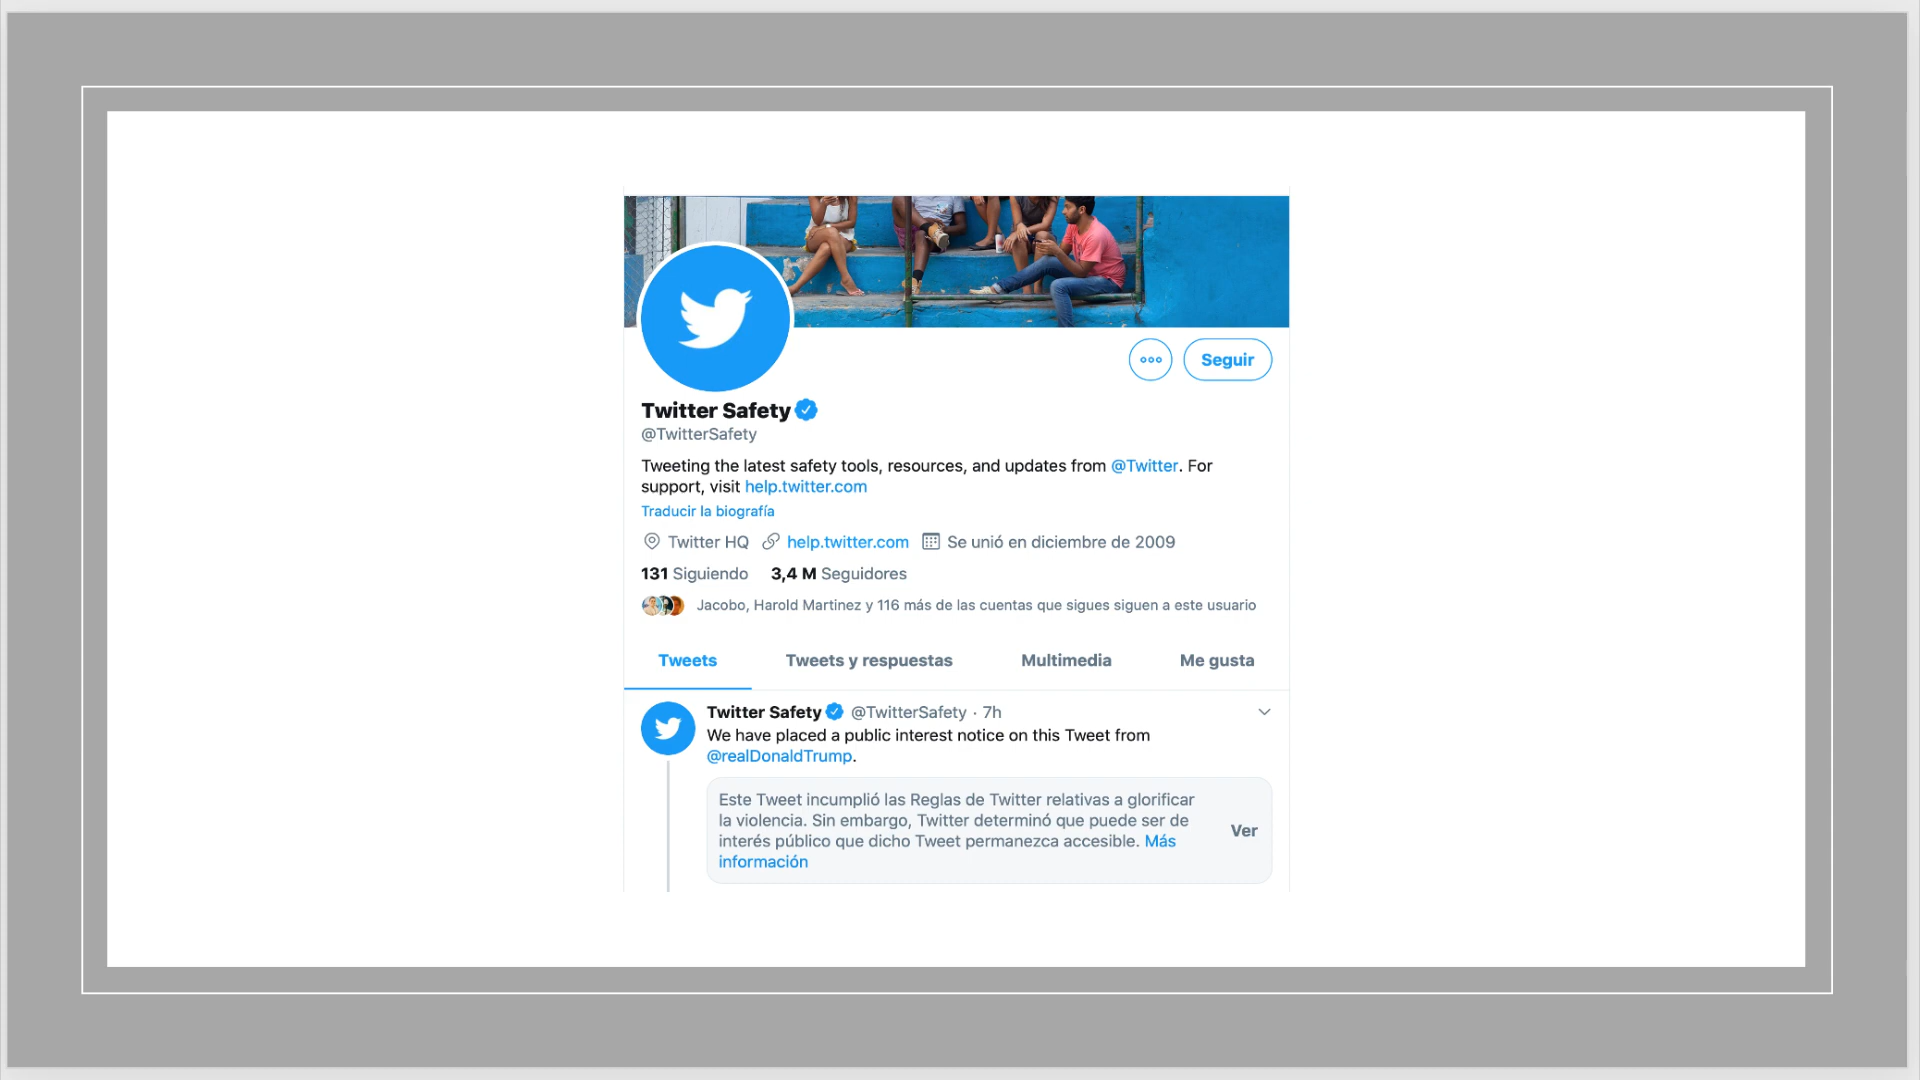 Seguir
Twitter Safety
@TwitterSafety
Tweeting the latest safety tools, resources, and updates from @Twitter. For
support, visit help.twitter.com
Traducir la biografía
Twitter HQ help.twitter.com Se unió en diciembre de 2009
131 Siguiendo 3,4 M Seguidores
Jacobo, Harold Martinez y 116 más de las cuentas que sigues siguen a este usuario
Tweets Tweets y respuestas Multimedia Me gusta
Twitter Safety @TwitterSafety · 7h
We have placed a public interest notice on this Tweet from
@realDonaldTrump.
Este Tweet incumplió las Reglas de Twitter relativas a glorificar
la violencia. Sin embargo, Twitter determinó que puede ser de
interés público que dicho Tweet permanezca accesible. Más
información
Ver